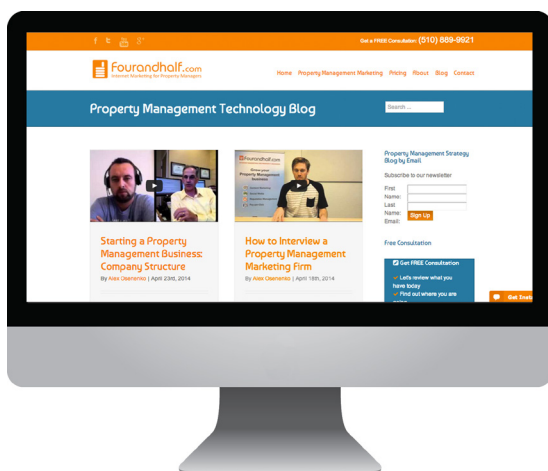 Get a FREE Consultation: (510) 889-9921
Fourandhalf.com
Internet Marketing for Property Managers
Home Property Management Marketing Pricing About Blog Contact
Property Management Technology Blog
Search ...
Fourandhalf.com
Starting a Property
Management Business:
Company Structure
By Alex Osenenko | April 23rd, 2014
How to Interview a
Property Management
Marketing Firm
By Alex Osenenko | April 18th, 2014
Property Management Strategy
Blog by Email
Subscribe to our newsletter
First
Name:
Last
Name:
Email:
Sign Up
Free Consultation
Get FREE Consultation
Let's review what you
have today
Find out where you are